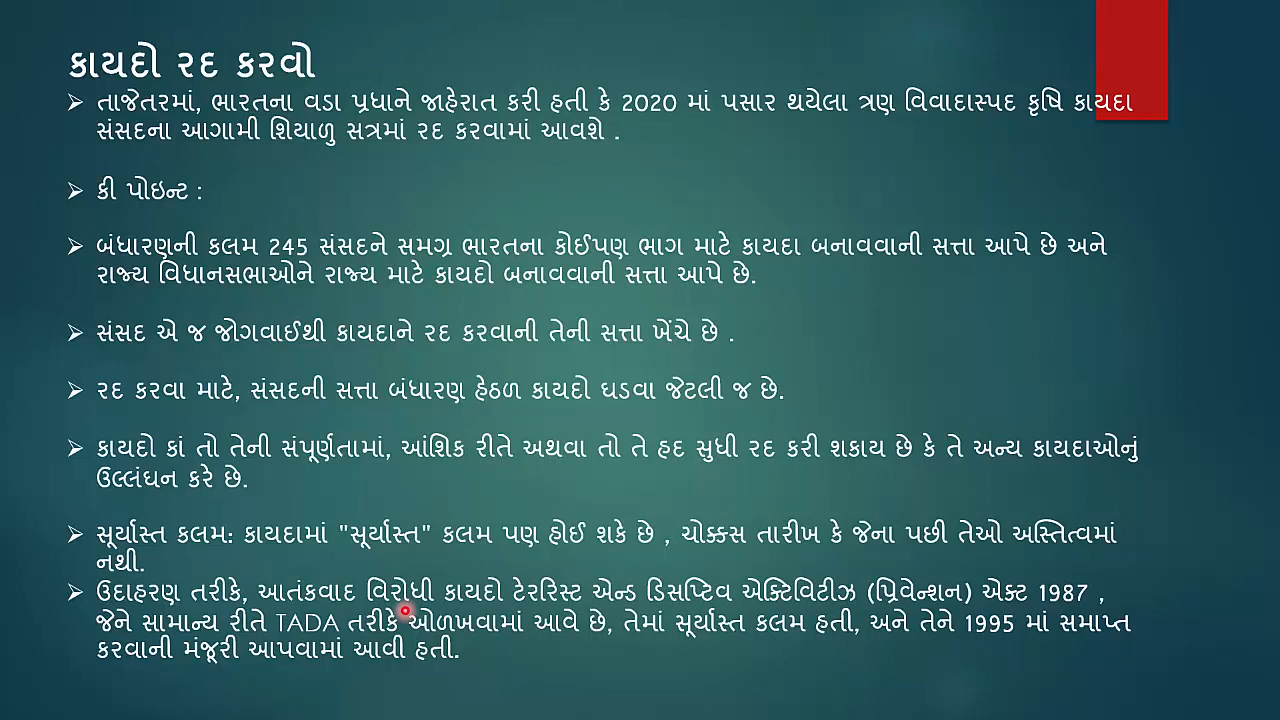 કાયદો રદ કરવો
તાજેતરમાં, ભારતના વડા પ્રધાને જાહેરાત કરી હતી કે 2020 માં પસાર થયેલા ત્રણ વિવાદાસ્પદ કૃષિ કાયદા
સંસદના આગામી શિયાળુ સત્રમાં રદ કરવામાં આવશે .
કી પોઇન્ટ :
બંધારણની કલમ 245 સંસદને સમગ્ર ભારતના કોઈપણ ભાગ માટે કાયદા બનાવવાની સત્તા આપે છે અને
રાજ્ય વિધાનસભાઓને રાજ્ય માટે કાયદો બનાવવાની સત્તા આપે છે.
સંસદ એ જ જોગવાઈથી કાયદાને રદ કરવાની તેની સત્તા ખેંચે છે .
રદ કરવા માટે, સંસદની સત્તા બંધારણ હેઠળ કાયદો ઘડવા જેટલી જ છે.
કાયદો કાં તો તેની સંપૂર્ણતામાં, આંશિક રીતે અથવા તો તે હદ સુધી રદ કરી શકાય છે કે તે અન્ય કાયદાઓનું
ઉલ્લંઘન કરે છે.
સૂર્યાસ્ત કલમ: કાયદામાં "સૂર્યાસ્ત" કલમ પણ હોઈ શકે છે , ચોક્કસ તારીખ કે જેના પછી તેઓ અસ્તિત્વમાં
નથી.
ઉદાહરણ તરીકે, આતંકવાદ વિરોધી કાયદો ટેરરિસ્ટ એન્ડ ડિસપ્ટિવ એક્ટિવિટીઝ (પ્રિવેન્શન) એક્ટ 1987 ,
જેને સામાન્ય રીતે TADA તરીકે ઓળખવામાં આવે છે, તેમાં સૂર્યાસ્ત કલમ હતી, અને તેને 1995 માં સમાપ્ત
કરવાની મંજૂરી આપવામાં આવી હતી.